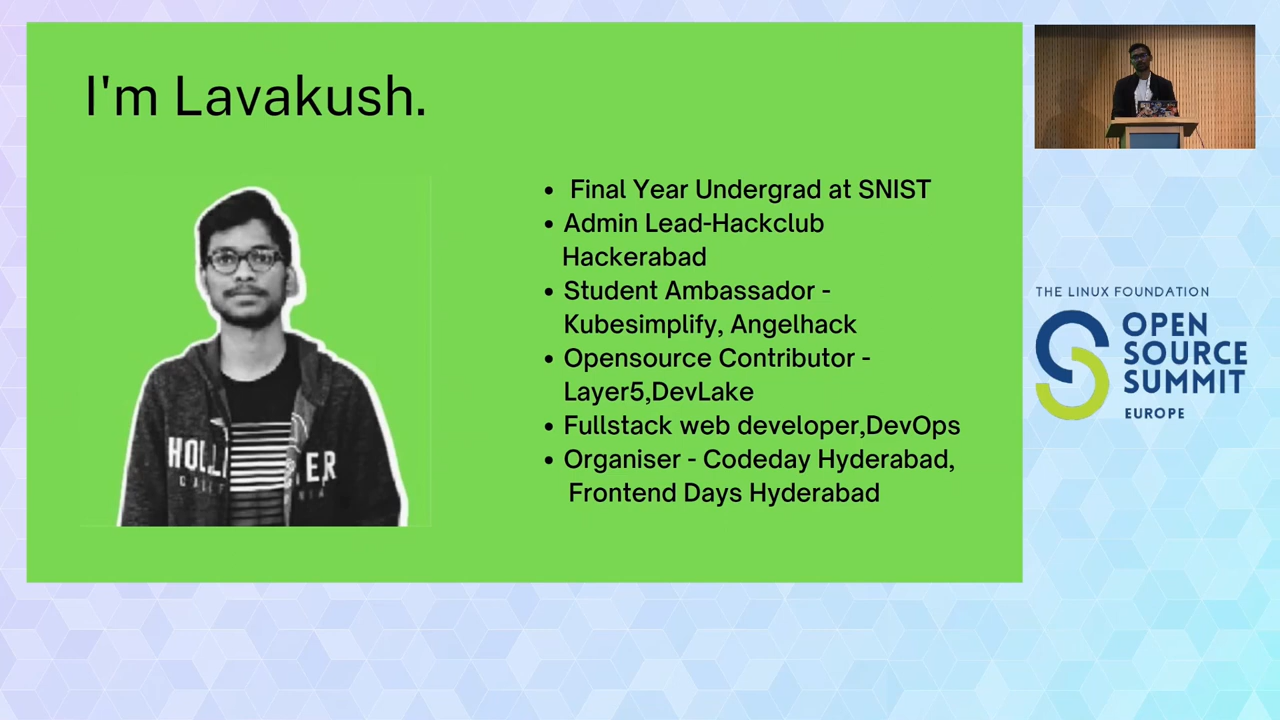 I'm Lavakush.
• Final Year Undergrad at SNIST
• Admin Lead-Hackclub
Hackerabad
• Student Ambassador -
Kubesimplify, Angelhack
• Opensource Contributor -
Layer5,DevLake
• Fullstack web developer,DevOps
• Organiser - Codeday Hyderabad,
Frontend Days Hyderabad
THE LINUX FOUNDATION
OPEN
SOURCE
SUMMIT
EUROPE